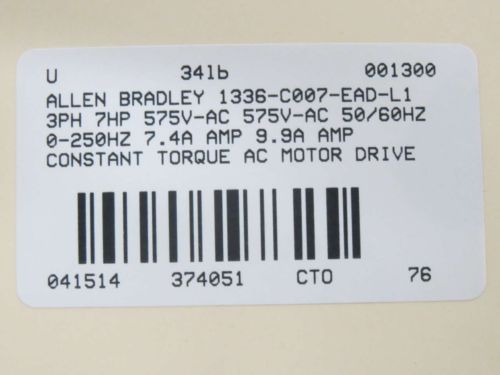 U 34lb 001300
ALLEN BRADLEY 1336-C007-EAD-L1
3PH 7HP 575V-AC 575V-AC 50/60HZ
0-250HZ 7.4A AMP 9.9A AMP
CONSTANT TORQUE AC MOTOR DRIVE
041514 374051 CTO 76